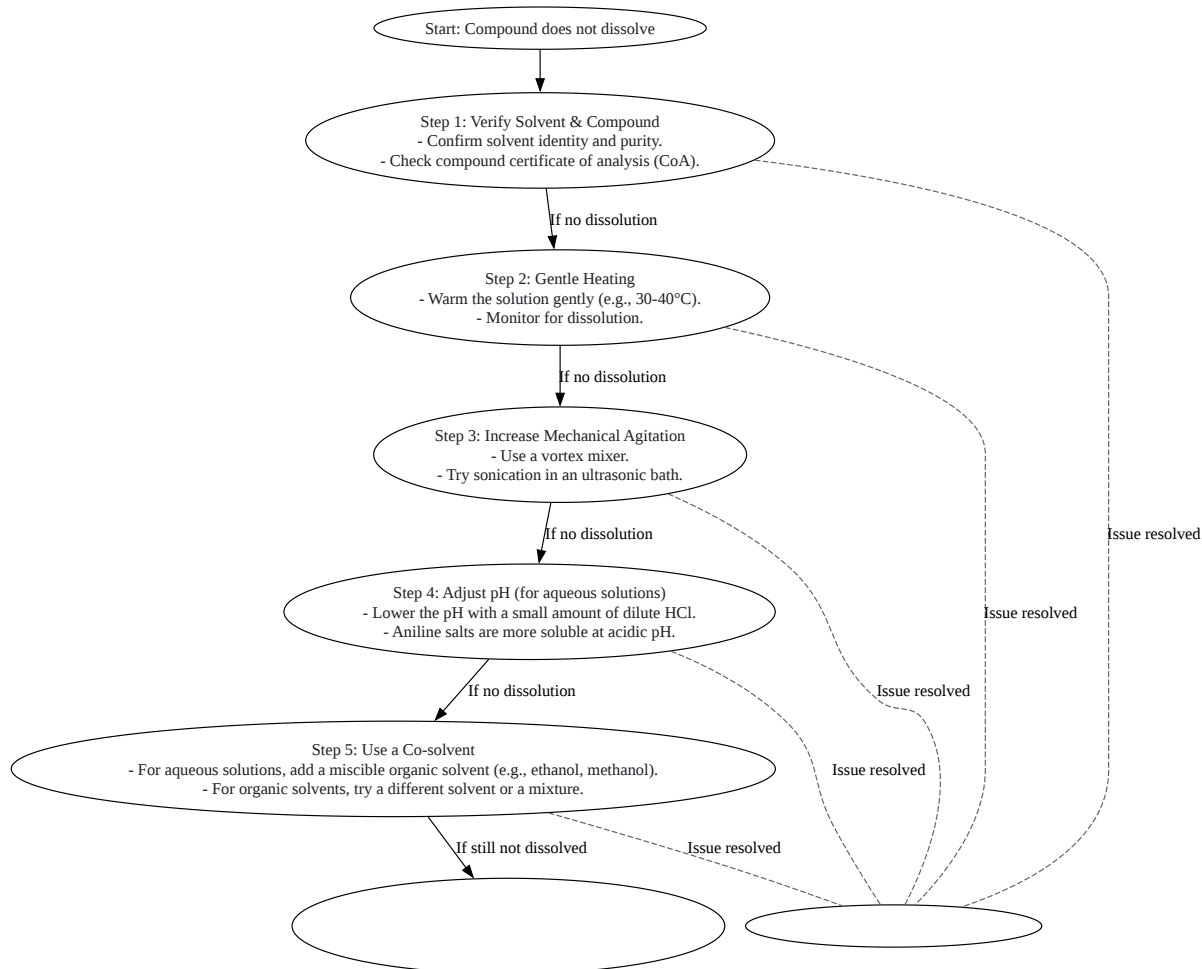 Start: Compound does not dissolve
Step 1: Verify Solvent & Compound
- Confirm solvent identity and purity.
- Check compound certificate of analysis (CoA).
If no dissolution
Step 2: Gentle Heating
- Warm the solution gently (e.g., 30-40°C).
- Monitor for dissolution.
If no dissolution
Step 3: Increase Mechanical Agitation
- Use a vortex mixer.
- Try sonication in an ultrasonic bath.
If no dissolution
Issue resolved
Step 4: Adjust pH (for aqueous solutions)
- Lower the pH with a small amount of dilute HCl.
- Aniline salts are more soluble at acidic pH.
Issue resolved
If no dissolution
Issue resolved
Step 5: Use a Co-solvent
- For aqueous solutions, add a miscible organic solvent (e.g., ethanol, methanol).
- For organic solvents, try a different solvent or a mixture.
Issue resolved
If still not dissolved
Issue resolved